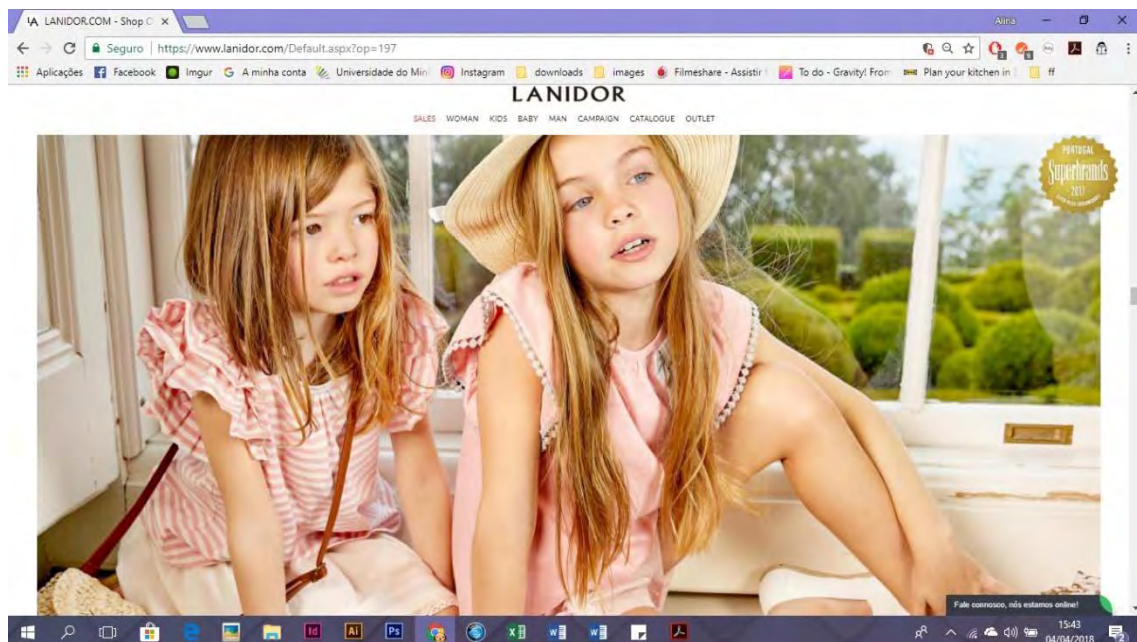 LANIDOR.COM - Shop O
Alina
Seguro | https://www.lanidor.com/Default.aspx?op=197
Aplicações Facebook Imgur A minha conta Universidade do Min Instagram downloads images Filmeshare - Assistir To do - Gravity! From Plan your kitchen in ff
LANIDOR
SALES WOMAN KIDS BABY MAN CAMPAIGN CATALOGUE OUTLET
PORTUGAL
Superbrands
2017
Fale connosco, nós estamos online!
15:43
04/04/2018